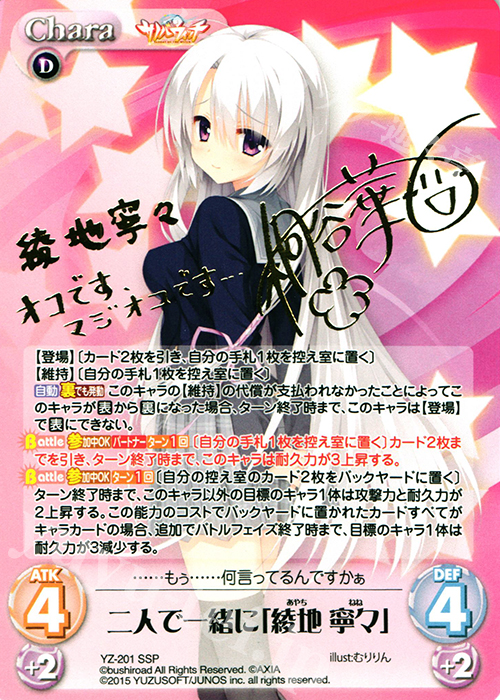 Chara
D
サノバウィッチ
綾地寧々
オコです、
マジオコです…
桐谷華
【登場】〔カード2枚を引き、自分の手札1枚を控え室に置く〕
【維持】〔自分の手札1枚を控え室に置く〕
自動 裏でも発動 このキャラの【維持】の代償が支払われなかったことによってこ
のキャラが表から裏になった場合、ターン終了時まで、このキャラは【登場】
で表にできない。
Battle 参加中OK パートナー ターン1回〔自分の手札1枚を控え室に置く〕カード2枚ま
でを引き、ターン終了時まで、このキャラは耐久力が3上昇する。
Battle 参加中OK ターン1回〔自分の控え室のカード2枚をバックヤードに置く〕
ターン終了時まで、このキャラ以外の目標のキャラ1体は攻撃力と耐久力が
2上昇する。この能力のコストでバックヤードに置かれたカードすべてが
キャラカードの場合、追加でバトルフェイズ終了時まで、目標のキャラ1体は
耐久力が3減少する。
……もぅ……何言ってるんですかぁ
ATK
4
+2
あやち ねね
二人で一緒に「綾地 寧々」
DEF
4
+2
YZ-201 SSP
illust:むりりん
©bushiroad All Rights Reserved. ©AXIA
©2015 YUZUSOFT/JUNOS inc. all rights reserved.